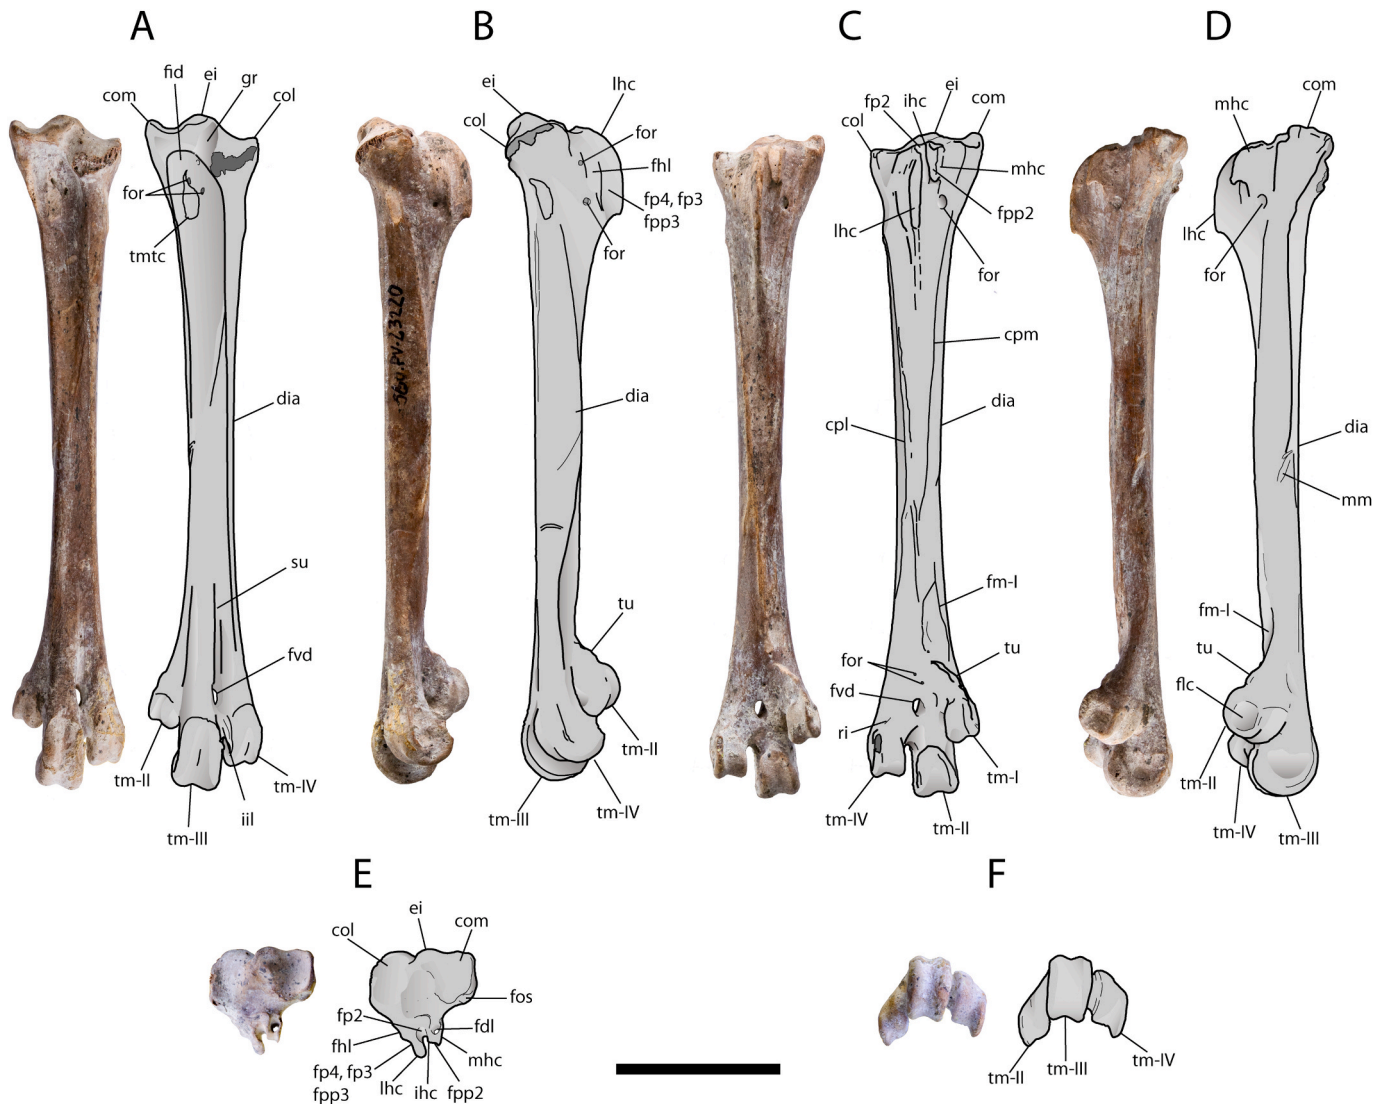 A
fid
ei
gr
com
col
for
tmtc
dia
su
fvd
tm-II
tm-III
iil
tm-IV
B
ei
lhc
col
for
fhl
fp4, fp3
fpp3
for
SGO.PV.23220
dia
tu
tm-II
tm-III
tm-IV
C
ei
ihc
fp2
com
col
mhc
lhc
fpp2
for
cpm
cpl
dia
fm-I
for
tu
fvd
ri
tm-I
tm-IV
tm-II
D
com
mhc
lhc
for
dia
mm
fm-I
tu
flc
tm-II
tm-IV
tm-III
E
ei
col
com
fos
fp2
fdl
fhl
mhc
fp4, fp3
fpp3
lhc
ihc
fpp2
F
tm-II
tm-III
tm-IV